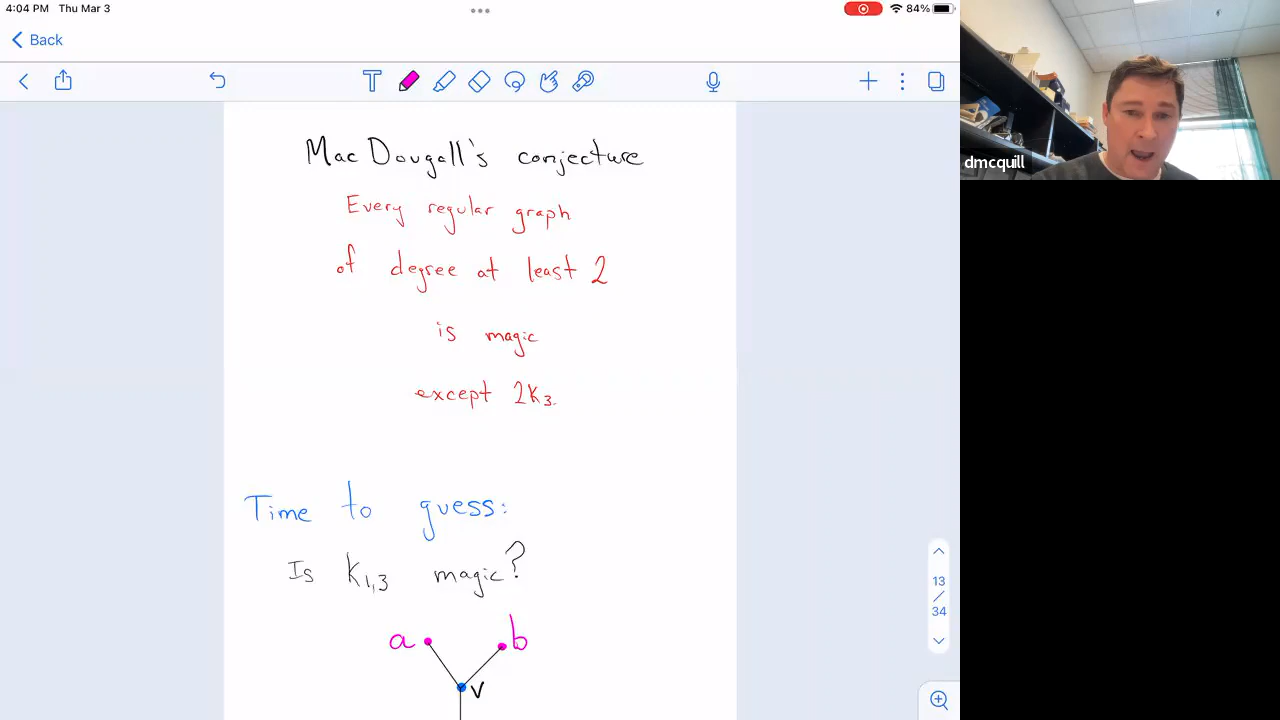 4:04 PM Thu Mar 3
84%
Back
T
MacDougall's conjecture
Every regular graph
of degree at least 2
is magic
except 2K3.
Time to guess:
Is K1,3 magic?
a
b
v
13
/
34
dmcquill